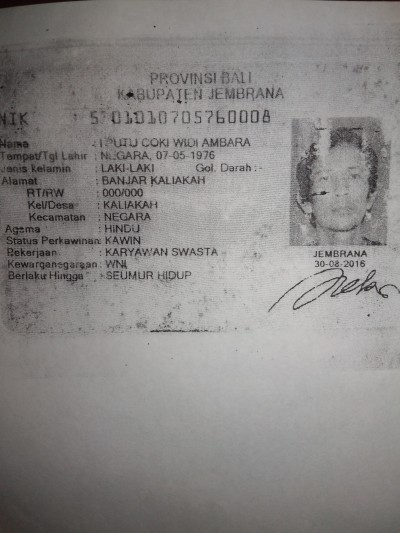 PROVINSI BALI
KABUPATEN JEMBRANA
NIK 5 01010705760008
Nama : I PUTU COKI WIDI AMBARA
Tempat/Tgl Lahir : NEGARA, 07-05-1976
Jenis kelamin : LAKI-LAKI Gol. Darah : -
Alamat : BANJAR KALIAKAH
RT/RW : 000/000
Kel/Desa : KALIAKAH
Kecamatan : NEGARA
Agama : HINDU
Status Perkawinan: KAWIN
Pekerjaan : KARYAWAN SWASTA
Kewarganegaraan: WNI
Berlaku Hingga : SEUMUR HIDUP
JEMBRANA
30-08-2016